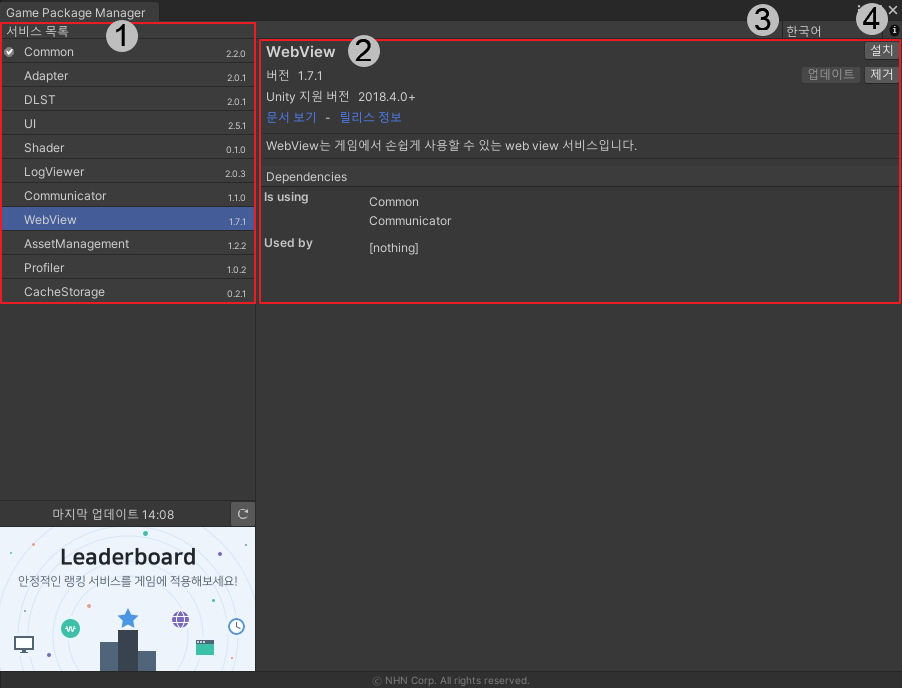 Game Package Manager
서비스 목록
1
3
한국어
4
Common 2.2.0
Adapter 2.0.1
DLST 2.0.1
UI 2.5.1
Shader 0.1.0
LogViewer 2.0.3
Communicator 1.1.0
WebView 1.7.1
AssetManagement 1.2.2
Profiler 1.0.2
CacheStorage 0.2.1
WebView 2 설치
버전 1.7.1 업데이트 제거
Unity 지원 버전 2018.4.0+
문서 보기 - 릴리스 정보
WebView는 게임에서 손쉽게 사용할 수 있는 web view 서비스입니다.
Dependencies
Is using Common
Communicator
Used by [nothing]
마지막 업데이트 14:08
Leaderboard
안정적인 랭킹 서비스를 게임에 적용해보세요!
₩
ⓒ NHN Corp. All rights reserved.